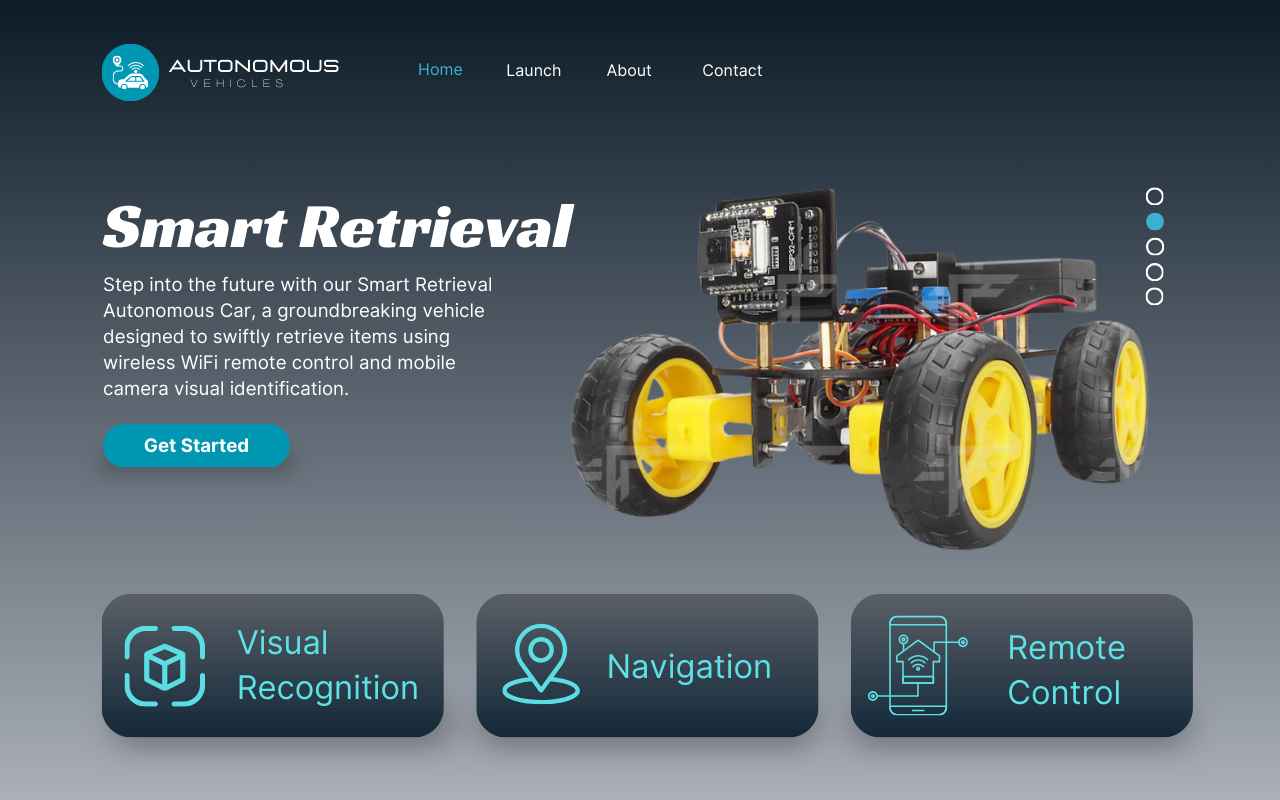 AUTONOMOUS
VEHICLES
Home Launch About Contact
Smart Retrieval
Step into the future with our Smart Retrieval
Autonomous Car, a groundbreaking vehicle
designed to swiftly retrieve items using
wireless WiFi remote control and mobile
camera visual identification.
Get Started
ESP32-CAM
Visual
Recognition
Navigation
Remote
Control